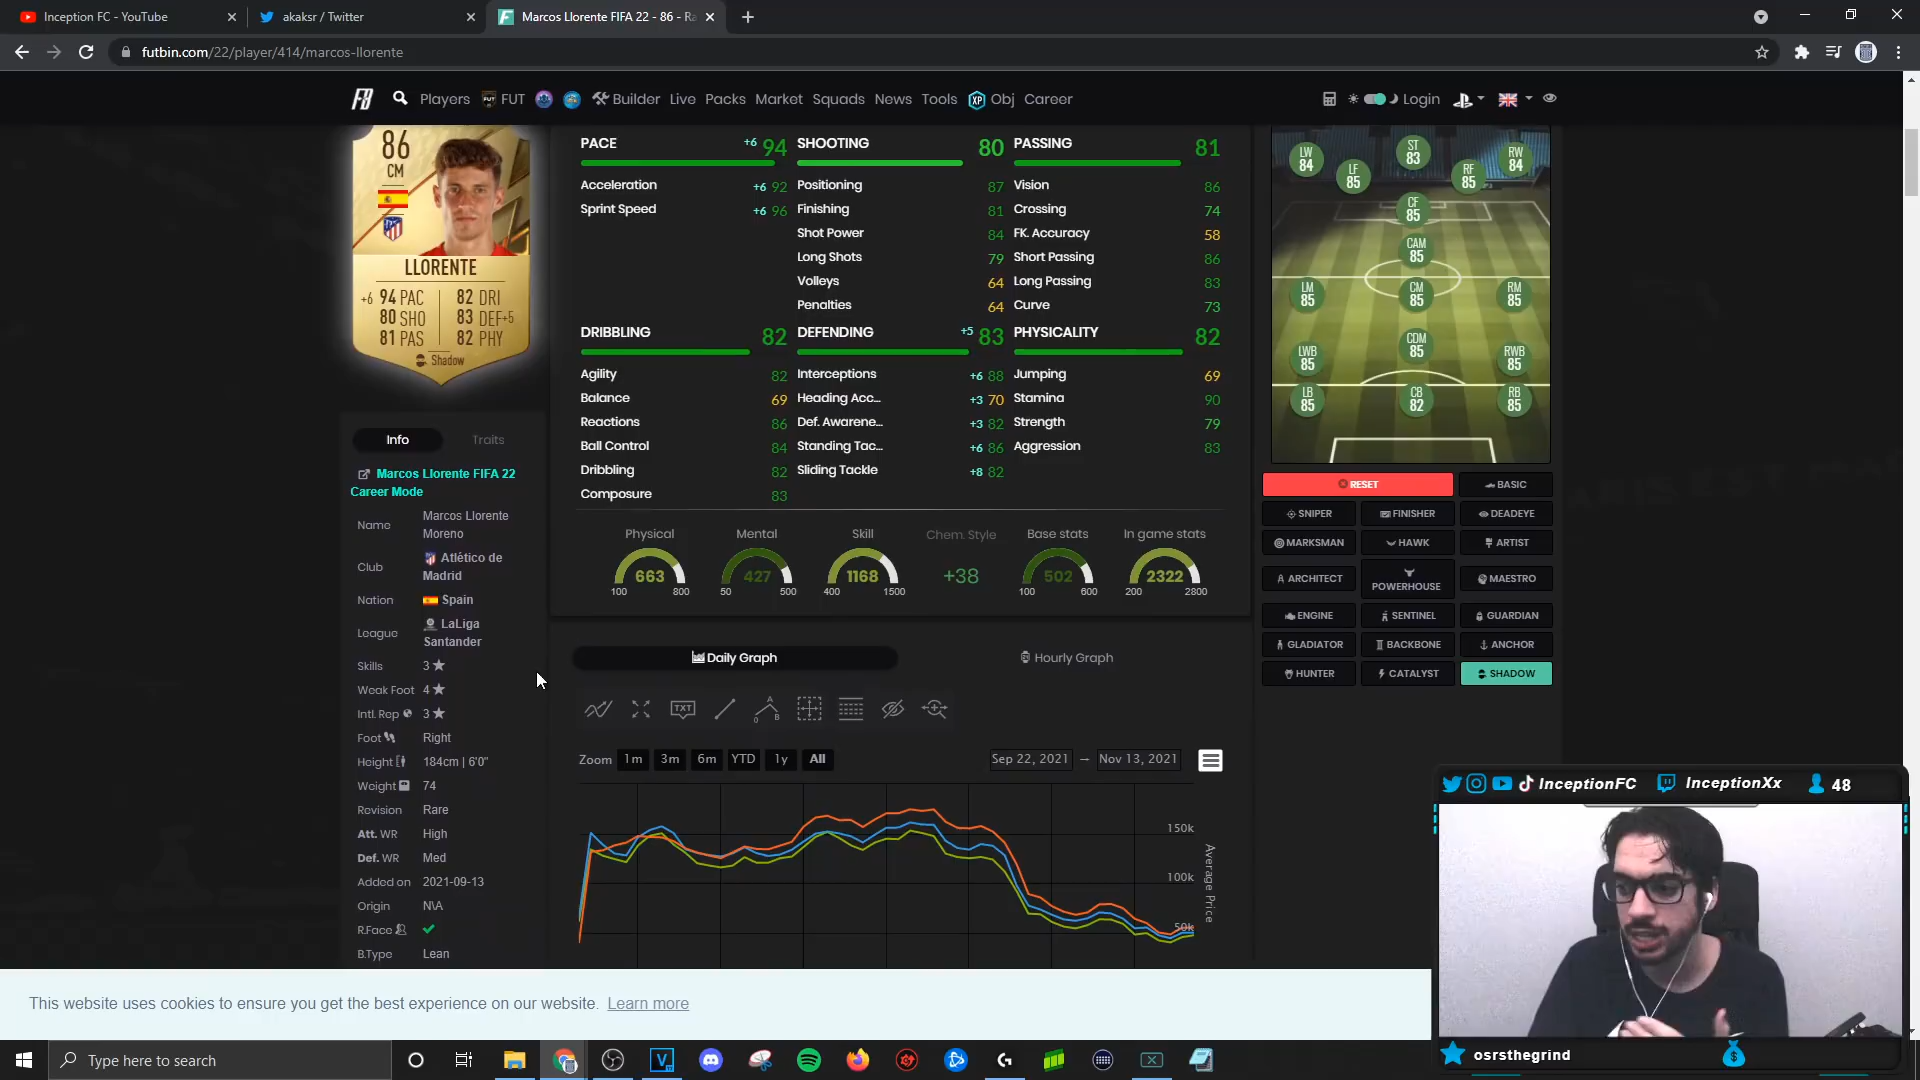 Inception FC - YouTube
akaksr / Twitter
Marcos Llorente FIFA 22 - 86 - Ra
futbin.com/22/player/414/marcos-llorente
Players
FUT
Builder
Live
Packs
Market
Squads
News
Tools
XP Obj
Career
Login
86
CM
LLORENTE
+6 94 PAC 82 DRI
80 SHO 83 DEF+5
81 PAS 82 PHY
Shadow
PACE +6 94
Acceleration +6 92
Sprint Speed +6 96
SHOOTING 80
Positioning 87
Finishing 81
Shot Power 84
Long Shots 79
Volleys 64
Penalties 64
PASSING 81
Vision 86
Crossing 74
FK. Accuracy 58
Short Passing 86
Long Passing 83
Curve 73
DRIBBLING 82
Agility 82
Balance 69
Reactions 86
Ball Control 84
Dribbling 82
Composure 83
DEFENDING +5 83
Interceptions +6 88
Heading Acc... +3 70
Def. Awarene... +3 82
Standing Tac... +6 86
Sliding Tackle +8 82
PHYSICALITY 82
Jumping 69
Stamina 90
Strength 79
Aggression 83
Physical
663
100 800
Mental
427
50 500
Skill
1168
400 1500
Chem. Style
+38
Base stats
502
100 600
In game stats
2322
200 2800
LW
84
LF
85
ST
83
RF
85
RW
84
CF
85
CAM
85
LM
85
CM
85
RM
85
CDM
85
LWB
85
RWB
85
LB
85
CB
82
RB
85
RESET
BASIC
SNIPER
FINISHER
DEADEYE
MARKSMAN
HAWK
ARTIST
ARCHITECT
POWERHOUSE
MAESTRO
ENGINE
SENTINEL
GUARDIAN
GLADIATOR
BACKBONE
ANCHOR
HUNTER
CATALYST
SHADOW
Info
Traits
Marcos Llorente FIFA 22
Career Mode
Name Marcos Llorente
Moreno
Club Atlético de
Madrid
Nation Spain
League LaLiga
Santander
Skills 3
Weak Foot 4
Intl. Rep 3
Foot Right
Height 184cm | 6'0"
Weight 74
Revision Rare
Att. WR High
Def. WR Med
Added on 2021-09-13
Origin N\A
R.Face
B.Type Lean
Daily Graph
Hourly Graph
TXT
Zoom 1m 3m 6m YTD 1y All
Sep 22, 2021 → Nov 13, 2021
150k
100k
50k
Average Price
InceptionFC
InceptionXx
48
osrsthegrind
This website uses cookies to ensure you get the best experience on our website. Learn more
Type here to search